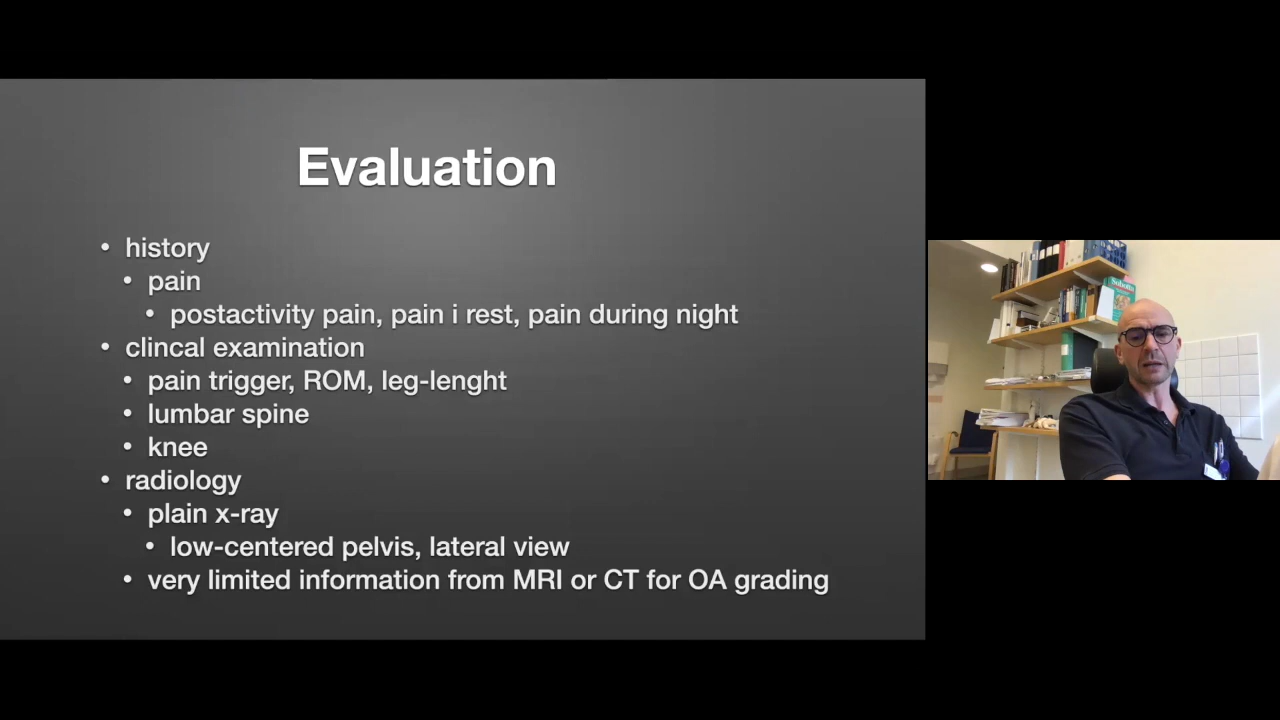 Evaluation
• history
• pain
• postactivity pain, pain i rest, pain during night
• clincal examination
• pain trigger, ROM, leg-lenght
• lumbar spine
• knee
• radiology
• plain x-ray
• low-centered pelvis, lateral view
• very limited information from MRI or CT for OA grading
Sobotta